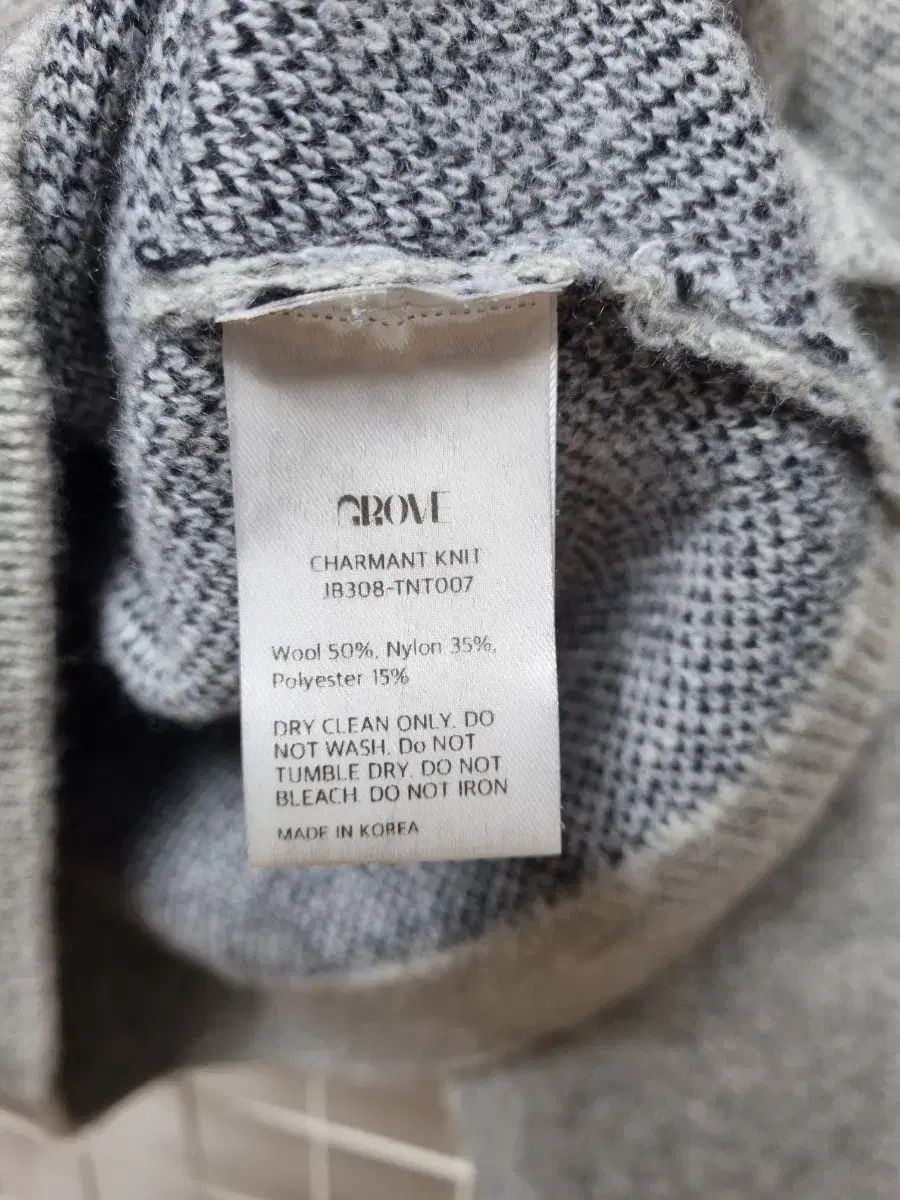 GROVE
CHARMANT KNIT
JB308-TNT007
Wool 50%, Nylon 35%,
Polyester 15%
DRY CLEAN ONLY. DO
NOT WASH. Do NOT
TUMBLE DRY. DO NOT
BLEACH. DO NOT IRON
MADE IN KOREA